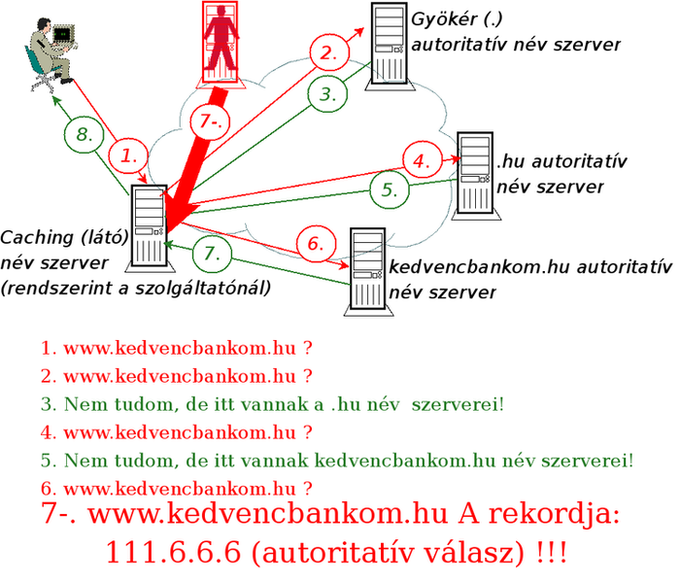 Gyökér (.)
autoritatív név szerver
2.
3.
7-.
8.
1.
4.
.hu autoritatív
név szerver
5.
Caching (látó)
név szerver
(rendszerint a szolgáltatónál)
6.
7.
kedvencbankom.hu autoritatív
név szerver
1. www.kedvencbankom.hu ?
2. www.kedvencbankom.hu ?
3. Nem tudom, de itt vannak a .hu név szerverei!
4. www.kedvencbankom.hu ?
5. Nem tudom, de itt vannak kedvencbankom.hu név szerverei!
6. www.kedvencbankom.hu ?
7-. www.kedvencbankom.hu A rekordja:
111.6.6.6 (autoritatív válasz) !!!